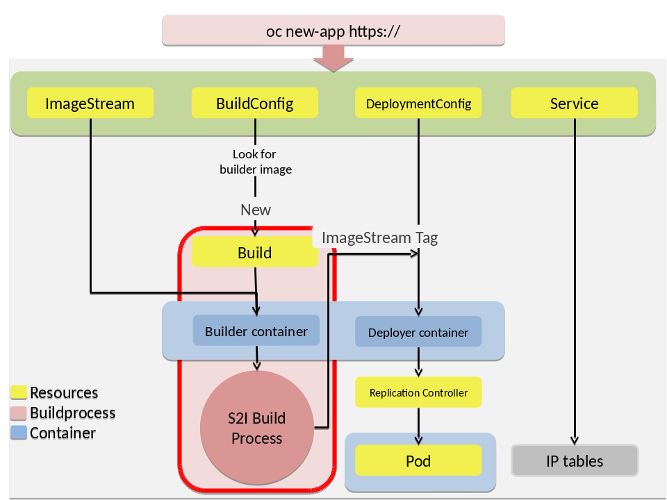 oc new-app https://
ImageStream
BuildConfig
DeploymentConfig
Service
Look for
builder image
New
ImageStream Tag
Build
Builder container
Deployer container
Resources
Buildprocess
Container
S2I Build
Process
Replication Controller
Pod
IP tables